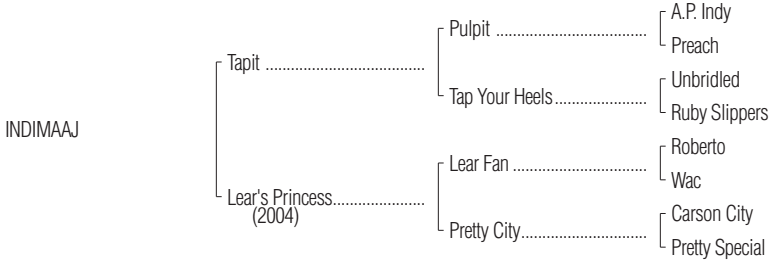 A.P. Indy
Pulpit ....................................
Preach
Tapit ......................................
Unbridled
Tap Your Heels......................
Ruby Slippers
INDIMAAJ
Roberto
Lear Fan ................................
Wac
Lear's Princess......................
(2004)
Carson City
Pretty City..............................
Pretty Special